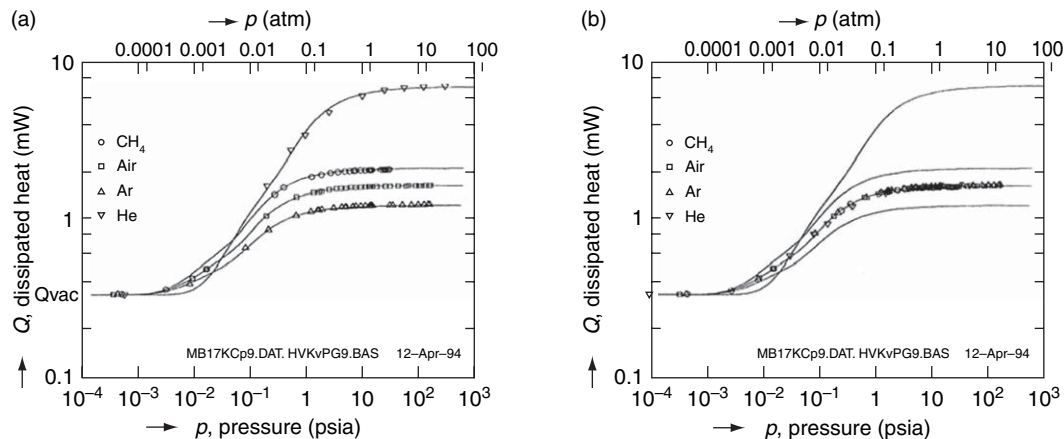 (a)
→ p (atm)
0.0001 0.001 0.01 0.1 1 10 100
10
1
Qvac
0.1
Q, dissipated heat (mW)
CH₄
Air
Ar
He
MB17KCp9.DAT. HVKvPG9.BAS 12–Apr–94
10⁻⁴ 10⁻³ 10⁻² 10⁻¹ 1 10 10² 10³
→ p, pressure (psia)
(b)
→ p (atm)
0.0001 0.001 0.01 0.1 1 10 100
10
1
0.1
Q, dissipated heat (mW)
CH₄
Air
Ar
He
MB17KCp9.DAT. HVKvPG9.BAS 12–Apr–94
10⁻⁴ 10⁻³ 10⁻² 10⁻¹ 1 10 10² 10³
→ p, pressure (psia)